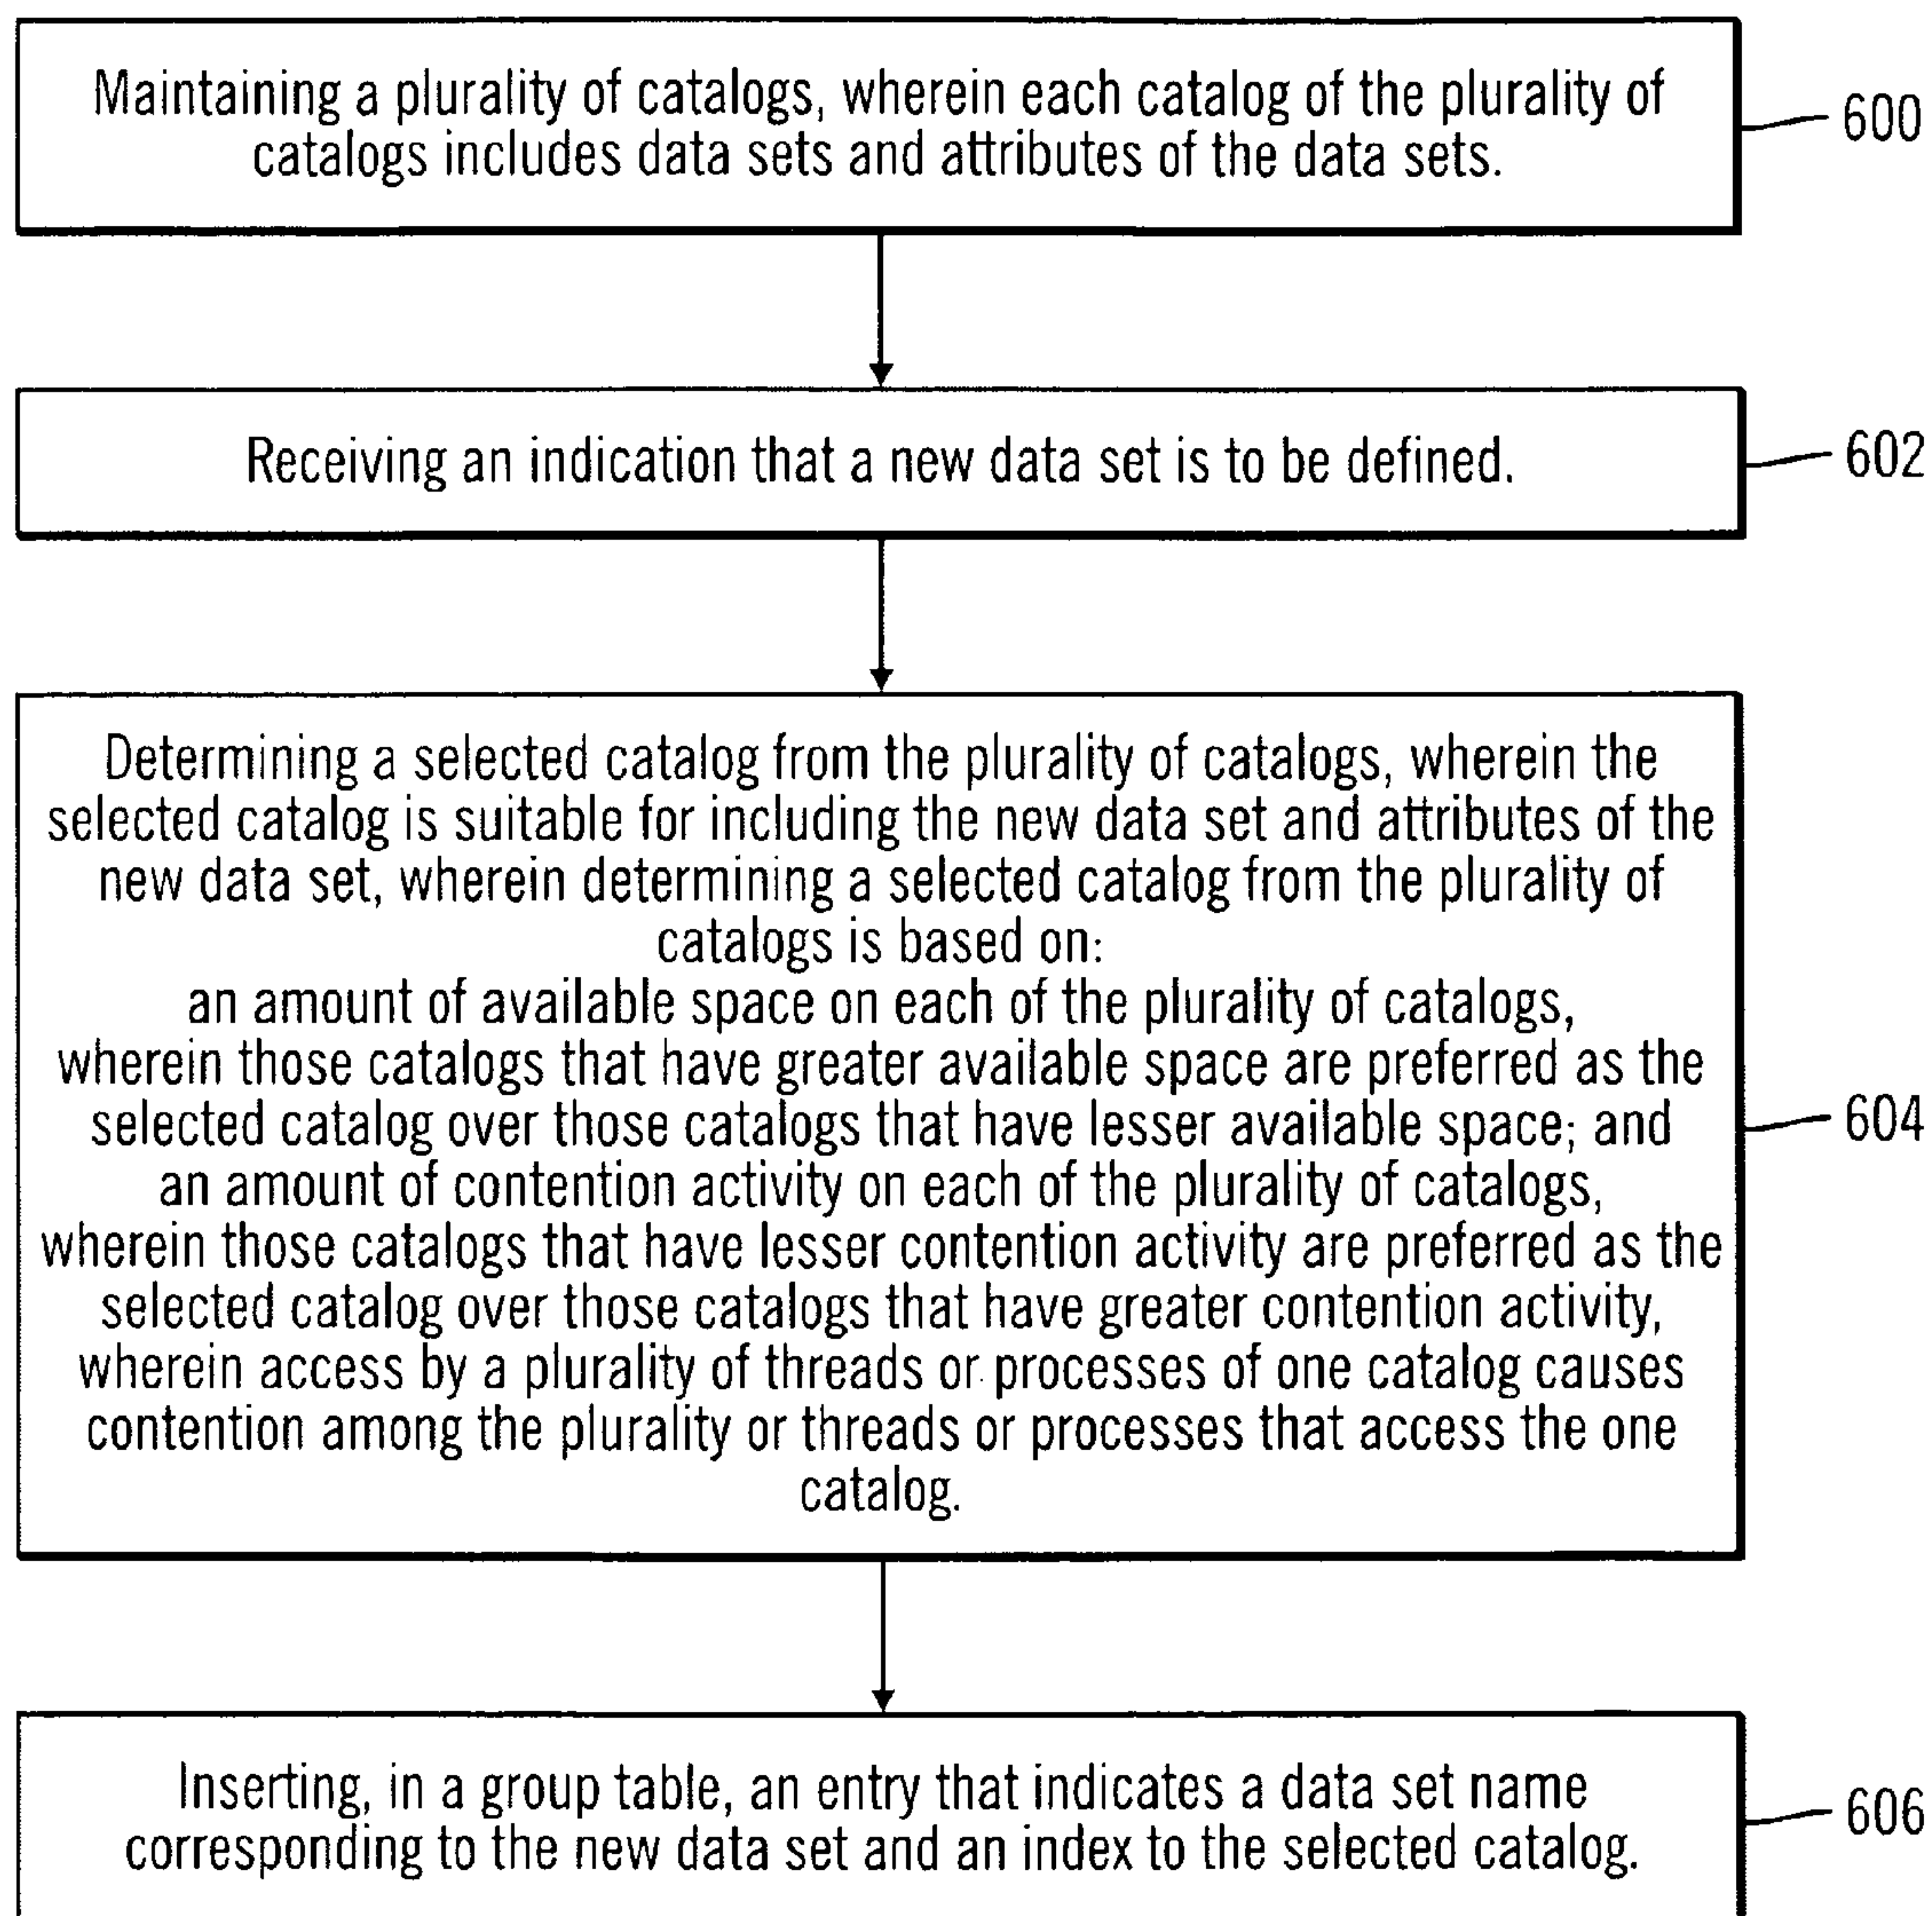 Maintaining a plurality of catalogs, wherein each catalog of the plurality of
catalogs includes data sets and attributes of the data sets.
600
Receiving an indication that a new data set is to be defined.
602
Determining a selected catalog from the plurality of catalogs, wherein the
selected catalog is suitable for including the new data set and attributes of the
new data set, wherein determining a selected catalog from the plurality of
catalogs is based on:
an amount of available space on each of the plurality of catalogs,
wherein those catalogs that have greater available space are preferred as the
selected catalog over those catalogs that have lesser available space; and
an amount of contention activity on each of the plurality of catalogs,
wherein those catalogs that have lesser contention activity are preferred as the
selected catalog over those catalogs that have greater contention activity,
wherein access by a plurality of threads or processes of one catalog causes
contention among the plurality or threads or processes that access the one
catalog.
604
Inserting, in a group table, an entry that indicates a data set name
corresponding to the new data set and an index to the selected catalog.
606